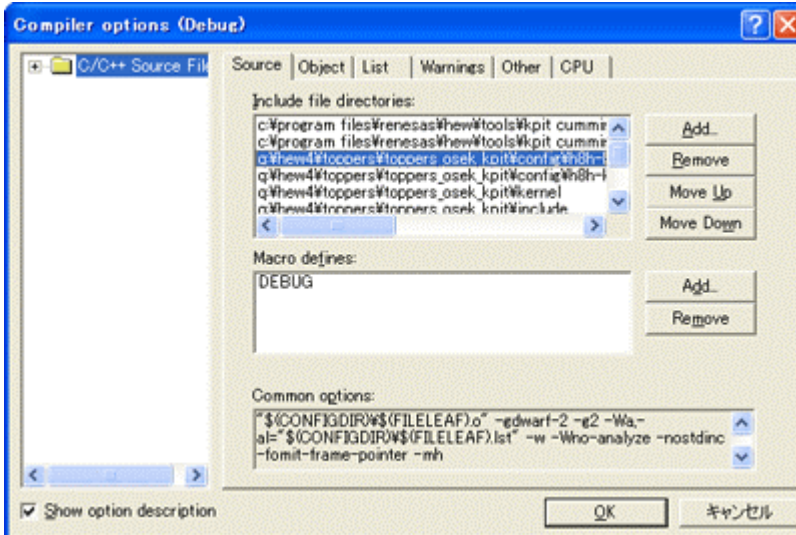 Compiler options (Debug)
C/C++ Source Fil
Source
Object
List
Warnings
Other
CPU
Include file directories:
c:¥program files¥renesas¥hew¥tools¥kpit cummin
c:¥program files¥renesas¥hew¥tools¥kpit cummin
q:¥hew4¥toppers¥toppers_osek_kpit¥config¥h8h-
q:¥hew4¥toppers¥toppers_osek_kpit¥config¥h8h-
q:¥hew4¥toppers¥toppers_osek_kpit¥kernel
q:¥hew4¥toppers¥toppers_osek_kpit¥include
Add...
Remove
Move Up
Move Down
Macro defines:
DEBUG
Add...
Remove
Common options:
"$(CONFIGDIR)¥$(FILELEAF).o" -gdwarf-2 -g2 -Wa,-
al="$(CONFIGDIR)¥$(FILELEAF).lst" -w -Wno-analyze -nostdinc
-fomit-frame-pointer -mh
Show option description
OK
キャンセル